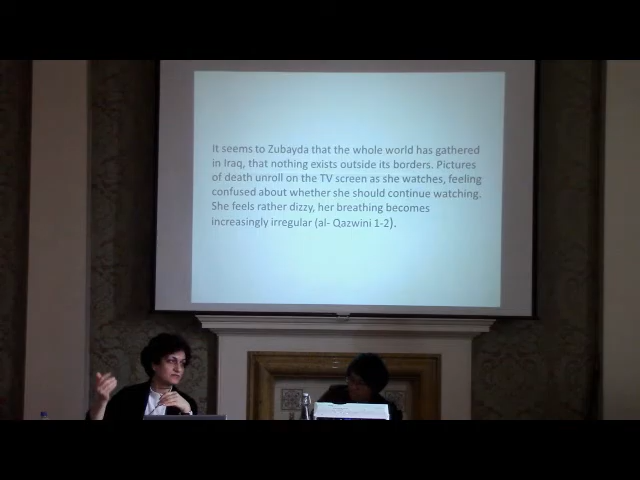 It seems to Zubayda that the whole world has gathered
in Iraq, that nothing exists outside its borders. Pictures
of death unroll on the TV screen as she watches, feeling
confused about whether she should continue watching.
She feels rather dizzy, her breathing becomes
increasingly irregular (al- Qazwini 1-2).